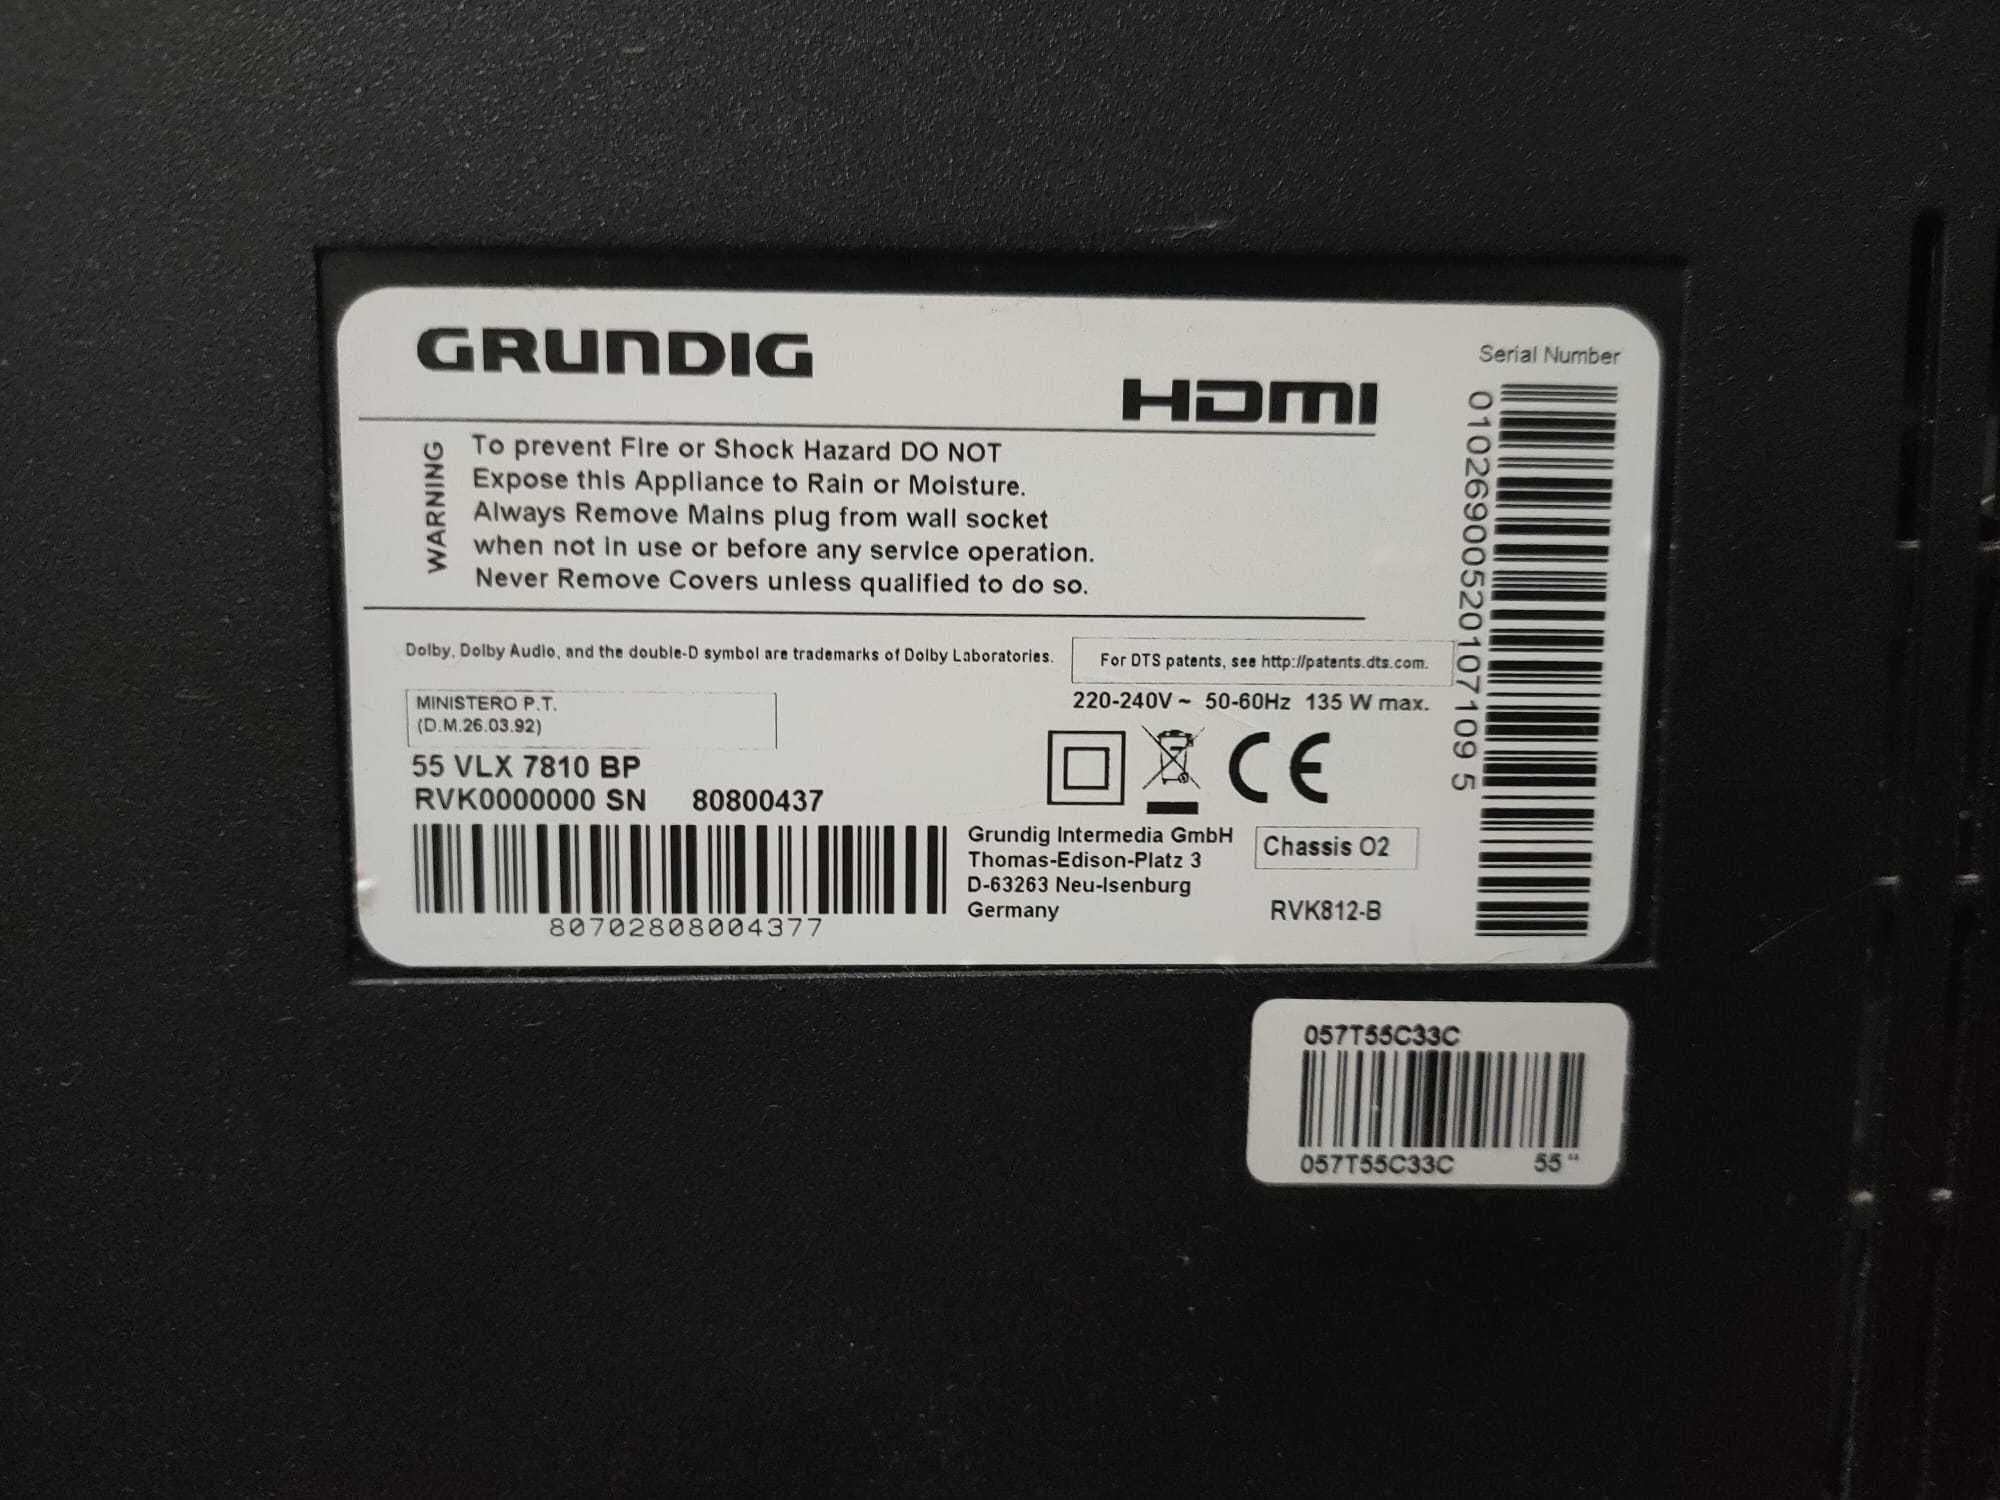 GRUNDIG
HDMI
WARNING
To prevent Fire or Shock Hazard DO NOT
Expose this Appliance to Rain or Moisture.
Always Remove Mains plug from wall socket
when not in use or before any service operation.
Never Remove Covers unless qualified to do so.
Dolby, Dolby Audio, and the double-D symbol are trademarks of Dolby Laboratories.
For DTS patents, see http://patents.dts.com.
MINISTERO P.T.
(D.M.26.03.92)
220-240V ~ 50-60Hz 135 W max.
55 VLX 7810 BP
RVK0000000 SN 80800437
CE
80702808004377
Grundig Intermedia GmbH
Thomas-Edison-Platz 3
D-63263 Neu-Isenburg
Germany
Chassis O2
RVK812-B
Serial Number
01026900520107109 5
057T55C33C
057T55C33C 55"